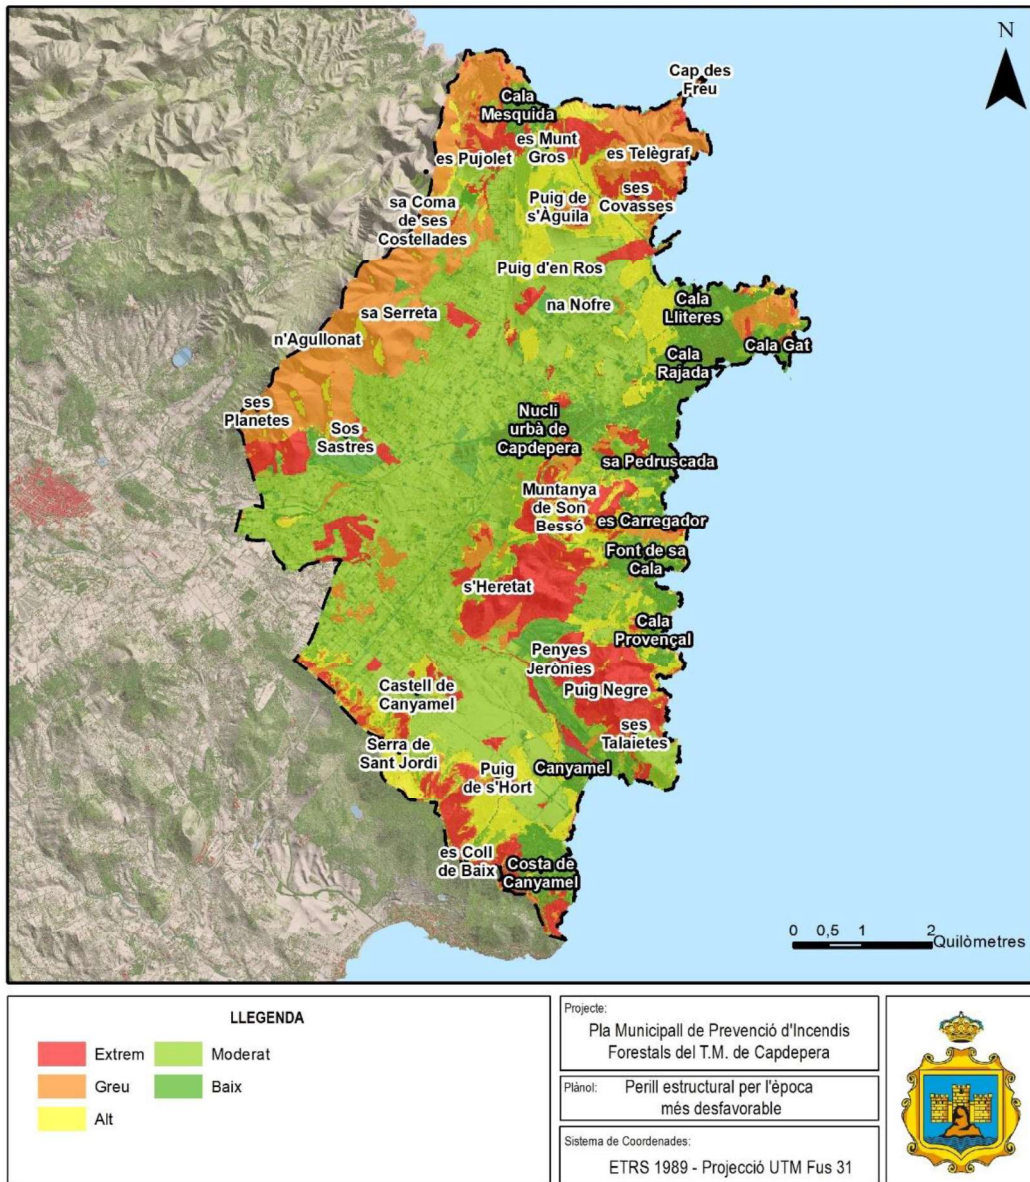 N
Cap des
Freu
Cala
Mesquida
es Munt
Gros
es Pujolet
es Telègraf
ses
Covasses
Puig de
s'Àguila
sa Coma
de ses
Costellades
Puig d'en Ros
na Nofre
Cala
Lliteres
sa Serreta
n'Agullonat
Cala Gat
Cala
Rajada
ses
Planetes
Sos
Sastres
Nucli
urbà de
Capdepera
sa Pedruscada
Muntanya
de Son
Bessó
es Carregador
Font de sa
Cala
s'Heretat
Cala
Provençal
Penyes
Jerònies
Puig Negre
Castell de
Canyamel
ses
Talaietes
Serra de
Sant Jordi
Puig
de s'Hort
Canyamel
es Coll
de Baix
Costa de
Canyamel
0 0,5 1 2
Quilòmetres
LLEGENDA
Extrem
Greu
Alt
Moderat
Baix
Projecte:
Pla Municipall de Prevenció d'Incendis
Forestals del T.M. de Capdepera
Plànol: Perill estructural per l'època
més desfavorable
Sistema de Coordenades:
ETRS 1989 - Projecció UTM Fus 31